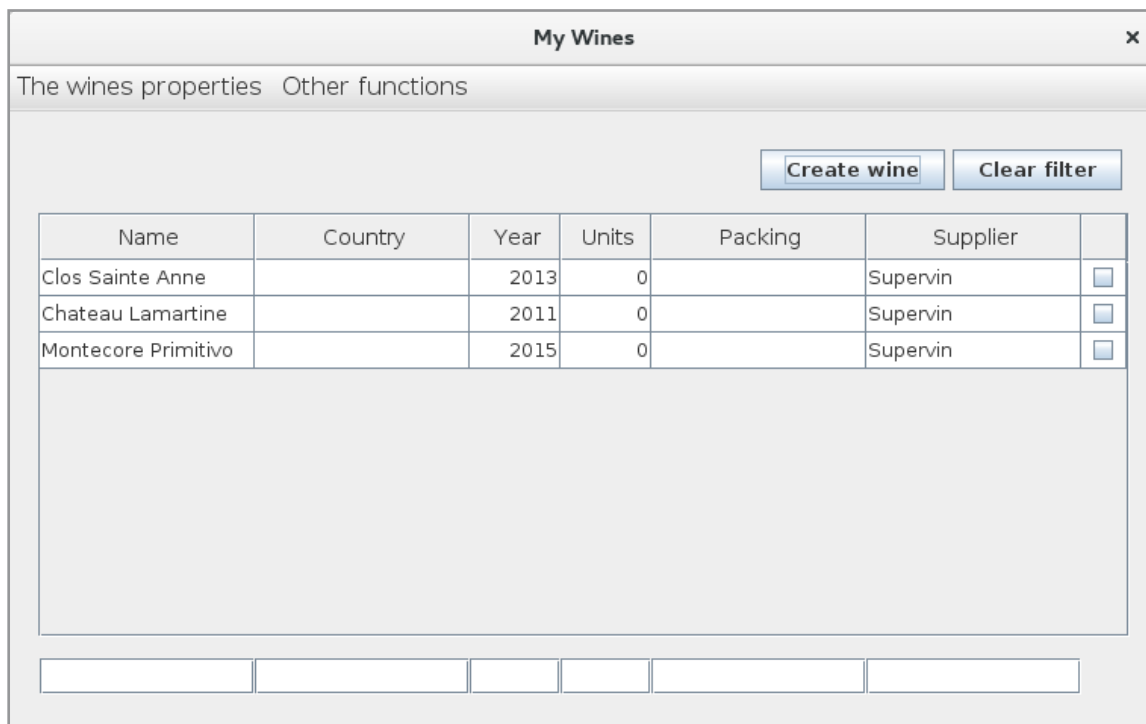 My Wines ×
The wines properties Other functions
Create wine Clear filter
Name Country Year Units Packing Supplier
Clos Sainte Anne 2013 0 Supervin
Chateau Lamartine 2011 0 Supervin
Montecore Primitivo 2015 0 Supervin